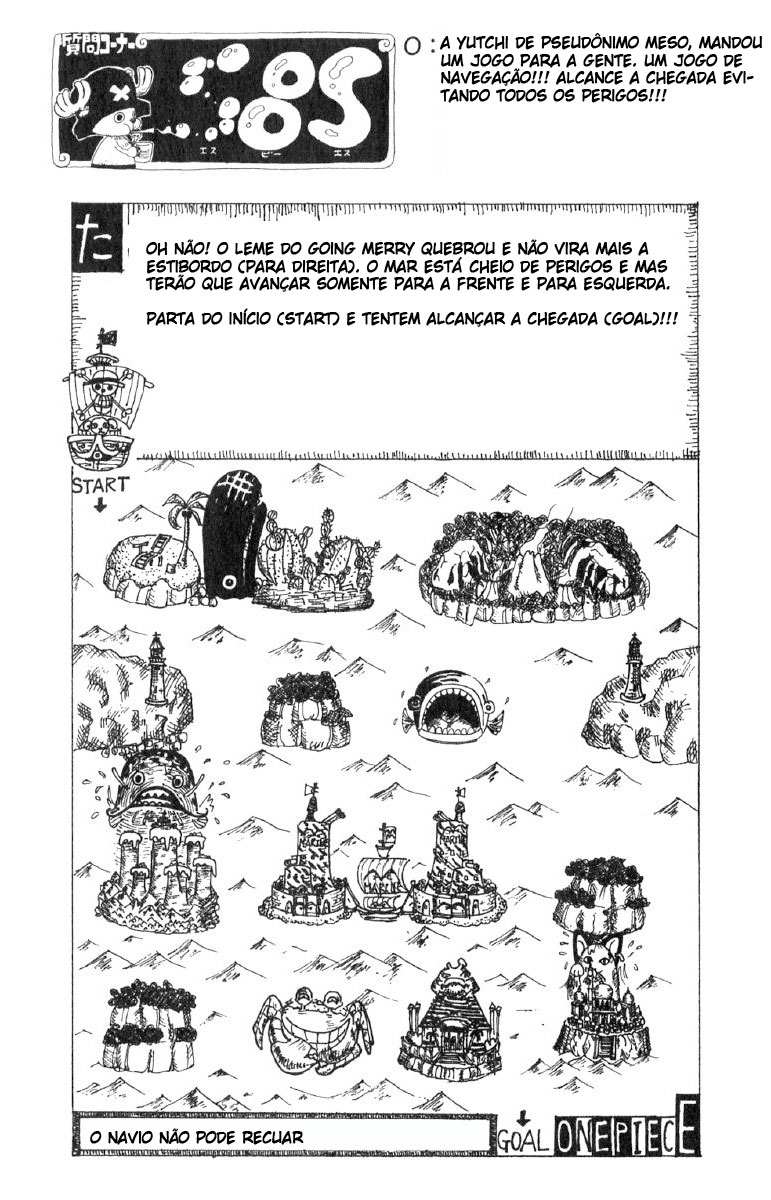 質問コーナー
SBS
エス ビー エス
O: A YUTCHI DE PSEUDÔNIMO MESO, MANDOU
UM JOGO PARA A GENTE. UM JOGO DE
NAVEGAÇÃO!!! ALCANCE A CHEGADA EVI-
TANDO TODOS OS PERIGOS!!!
た
OH NÃO! O LEME DO GOING MERRY QUEBROU E NÃO VIRA MAIS A
ESTIBORDO (PARA DIREITA). O MAR ESTÁ CHEIO DE PERIGOS E MAS
TERÃO QUE AVANÇAR SOMENTE PARA A FRENTE E PARA ESQUERDA.
PARTA DO INÍCIO (START) E TENTEM ALCANÇAR A CHEGADA (GOAL)!!!
START
MARINE
O NAVIO NÃO PODE RECUAR
GOAL
ONE PIECE